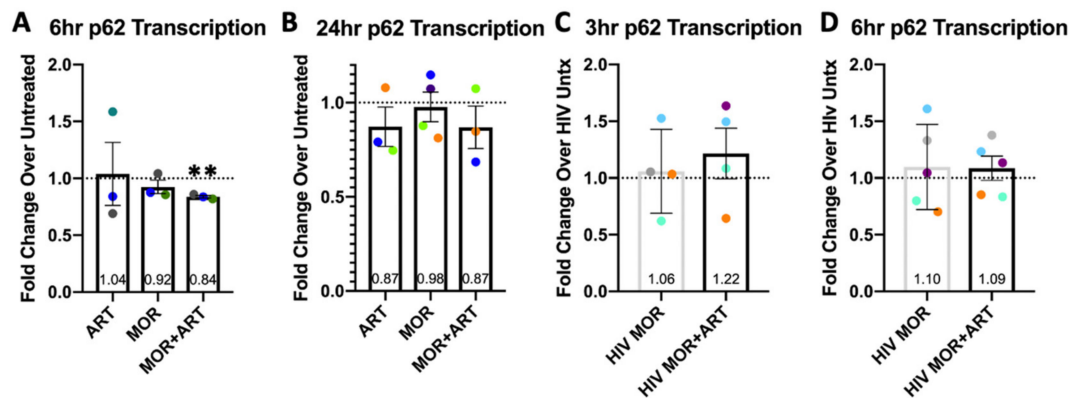 A 6hr p62 Transcription
Fold Change Over Untreated
2.0
1.5
1.0
0.5
0.0
**
1.04 0.92 0.84
ART MOR MOR+ART
B 24hr p62 Transcription
Fold Change Over Untreated
1.0
0.5
0.0
0.87 0.98 0.87
ART MOR MOR+ART
C 3hr p62 Transcription
Fold Change Over HIV Untx
2.0
1.5
1.0
0.5
0.0
1.06 1.22
HIV MOR HIV MOR+ART
D 6hr p62 Transcription
Fold Change Over HIv Untx
2.0
1.5
1.0
0.5
0.0
1.10 1.09
HIV MOR HIV MOR+ART